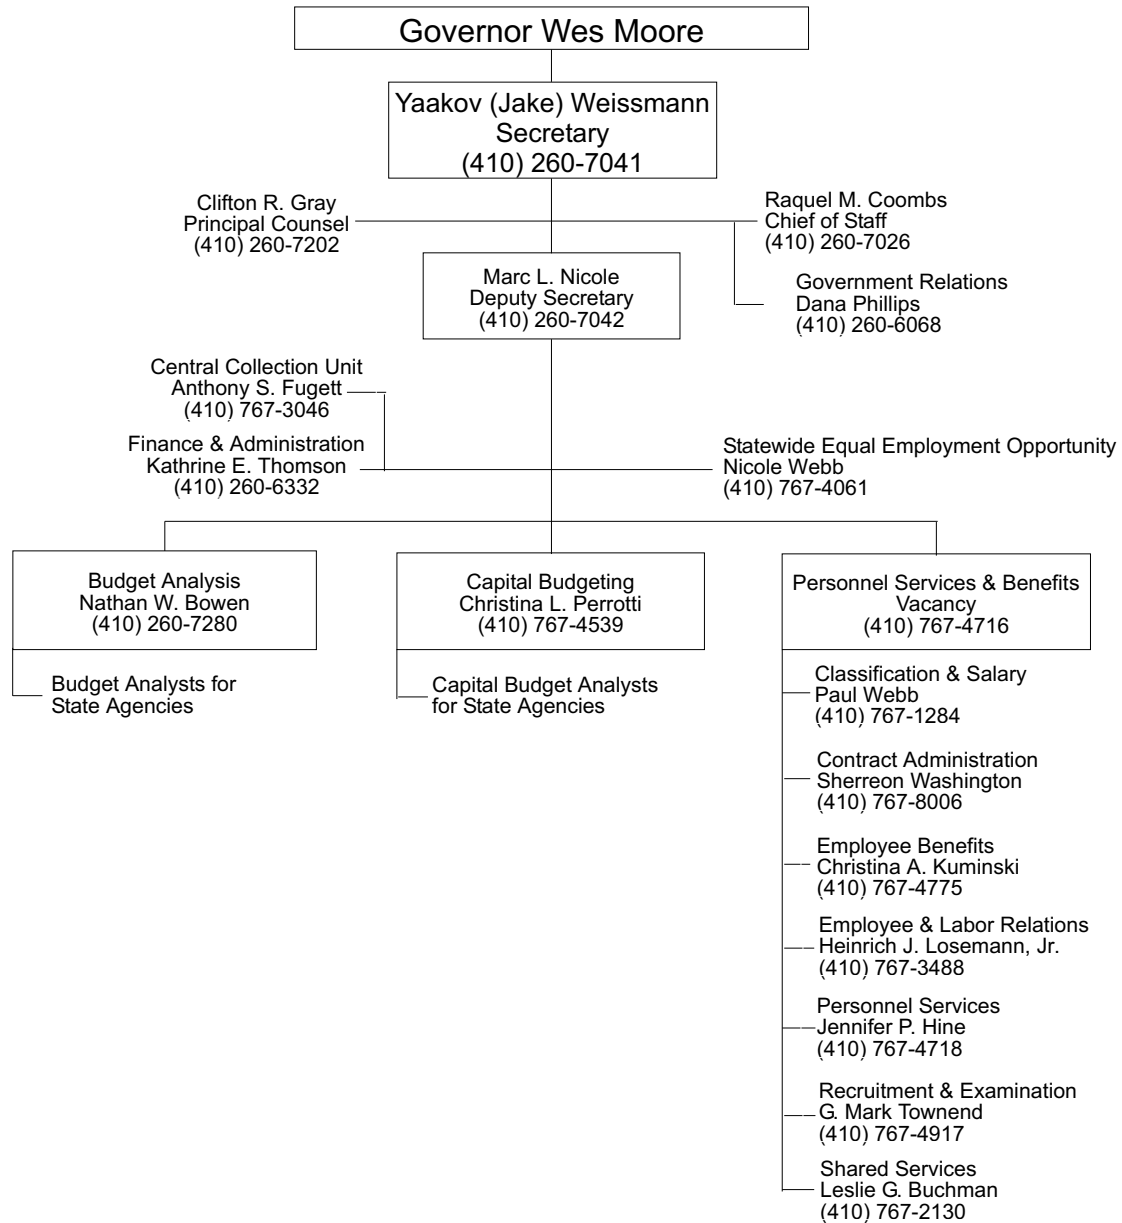 Governor Wes Moore
Yaakov (Jake) Weissmann
Secretary
(410) 260-7041
Clifton R. Gray
Principal Counsel
(410) 260-7202
Raquel M. Coombs
Chief of Staff
(410) 260-7026
Government Relations
Dana Phillips
(410) 260-6068
Marc L. Nicole
Deputy Secretary
(410) 260-7042
Central Collection Unit
Anthony S. Fugett
(410) 767-3046
Finance & Administration
Kathrine E. Thomson
(410) 260-6332
Statewide Equal Employment Opportunity
Nicole Webb
(410) 767-4061
Budget Analysis
Nathan W. Bowen
(410) 260-7280
Budget Analysts for
State Agencies
Capital Budgeting
Christina L. Perrotti
(410) 767-4539
Capital Budget Analysts
for State Agencies
Personnel Services & Benefits
Vacancy
(410) 767-4716
Classification & Salary
Paul Webb
(410) 767-1284
Contract Administration
Sherreon Washington
(410) 767-8006
Employee Benefits
Christina A. Kuminski
(410) 767-4775
Employee & Labor Relations
Heinrich J. Losemann, Jr.
(410) 767-3488
Personnel Services
Jennifer P. Hine
(410) 767-4718
Recruitment & Examination
G. Mark Townend
(410) 767-4917
Shared Services
Leslie G. Buchman
(410) 767-2130